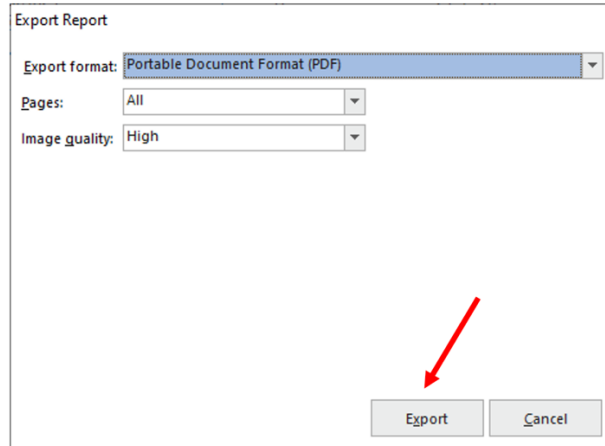 Export Report
Export format: Portable Document Format (PDF)
Pages: All
Image quality: High
Export Cancel